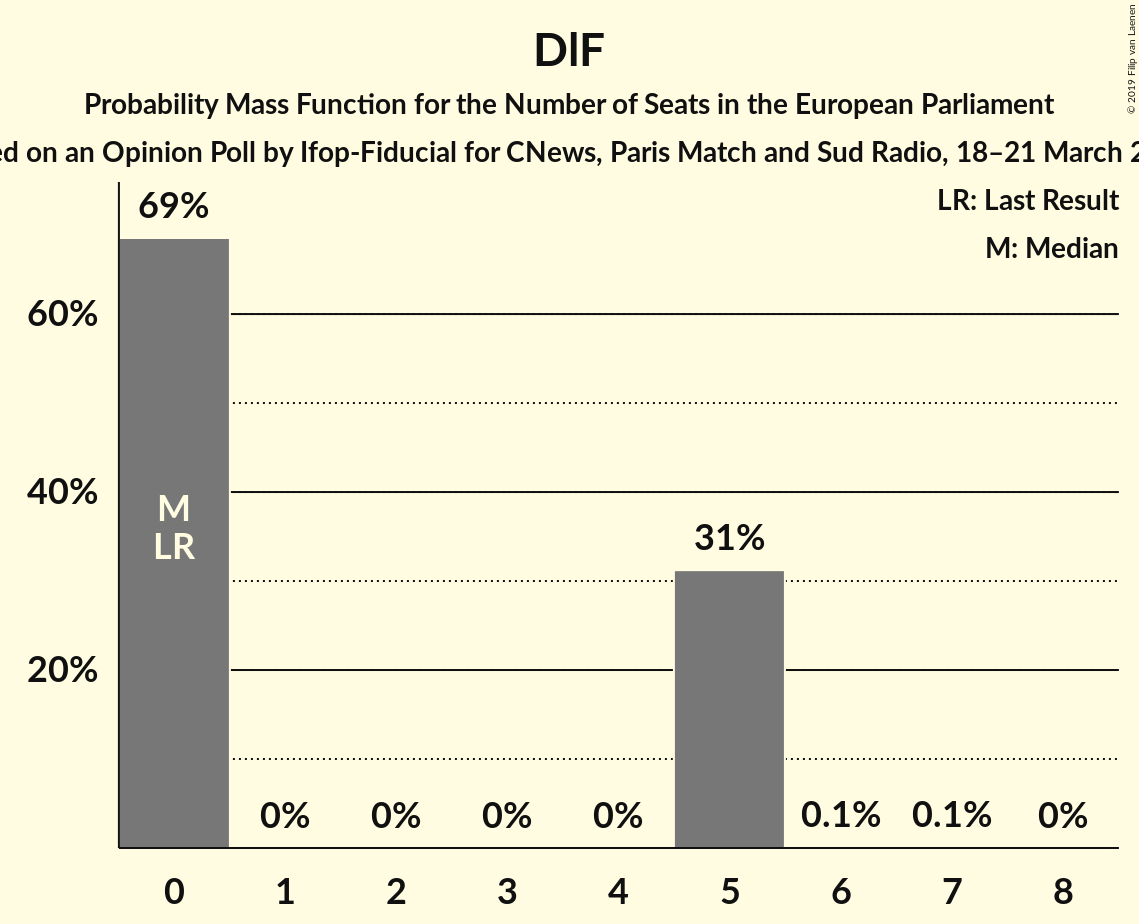 DlF
Probability Mass Function for the Number of Seats in the European Parliament
on an Opinion Poll by Ifop-Fiducial for CNews, Paris Match and Sud Radio, 18–21 March
© 2019 Filip van Laenen
LR: Last Result
M: Median
69%
60%
40%
20%
M
LR
31%
0%
0%
0%
0%
0.1%
0.1%
0%
0
1
2
3
4
5
6
7
8